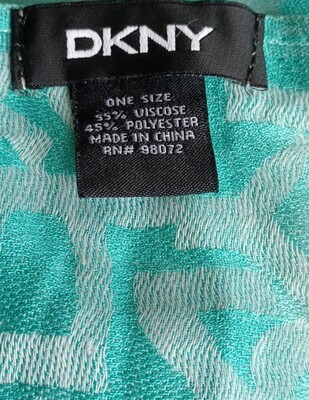 DKNY
ONE SIZE
55% VISCOSE
45% POLYESTER
MADE IN CHINA
RN# 98072